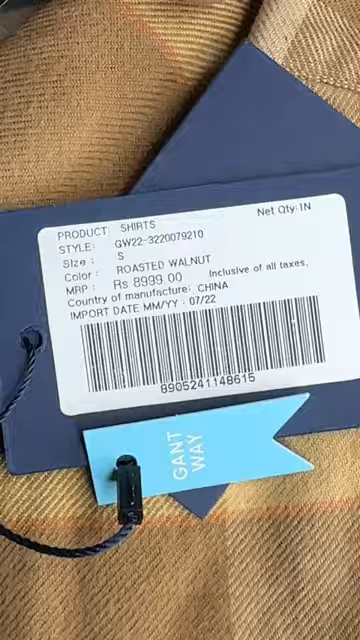 PRODUCT: SHIRTS Net Qty: 1N
STYLE: GW22-3220079210
Size : S
Color : ROASTED WALNUT
MRP : Rs 8999.00 Inclusive of all taxes,
Country of manufacture: CHINA
IMPORT DATE MM/YY : 07/22
8905241148615
GANT
WAY